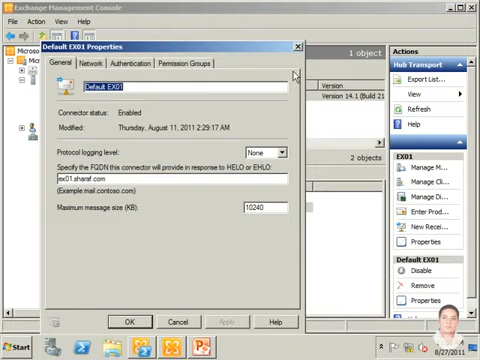 Exchange Management Console
File Action View Help
Microso
Mi
Default EX01 Properties
General Network Authentication Permission Groups
Default EX01
Connector status: Enabled
Modified: Thursday, August 11, 2011 2:29:17 AM
Protocol logging level: None
Specify the FQDN this connector will provide in response to HELO or EHLO:
ex01.sharaf.com
(Example:mail.contoso.com)
Maximum message size (KB): 10240
OK Cancel Apply Help
1 object
Version
Version 14.1 (Build 21
2 objects
Actions
Hub Transport
Export List...
View
Refresh
Help
EX01
Manage M...
Manage Cli...
Enter Prod...
New Recei...
Properties
Default EX01
Disable
Remove
Properties
Start
8/27/2011